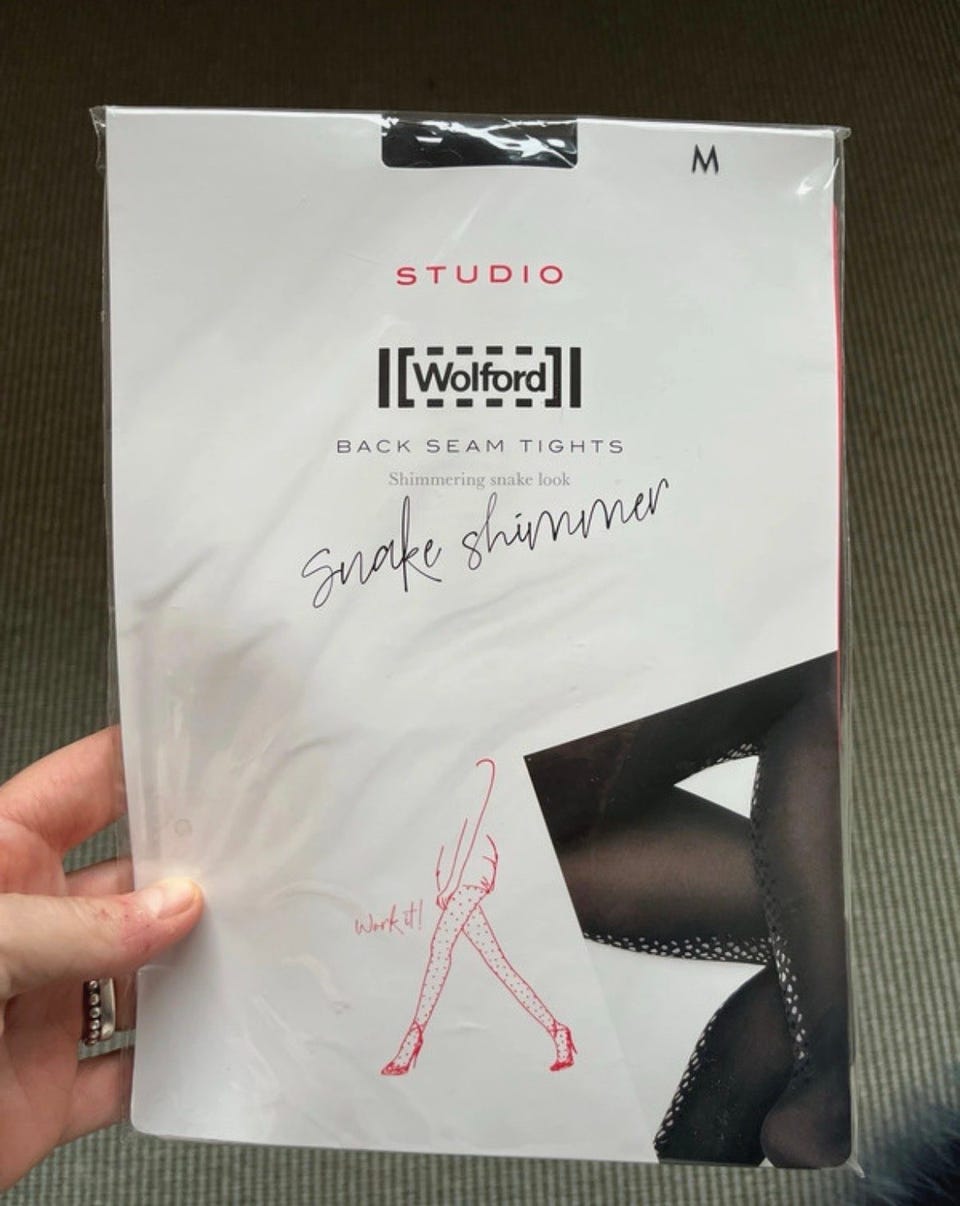 M
STUDIO
Wolford
BACK SEAM TIGHTS
Shimmering snake look
Snake shimmer
Work it!